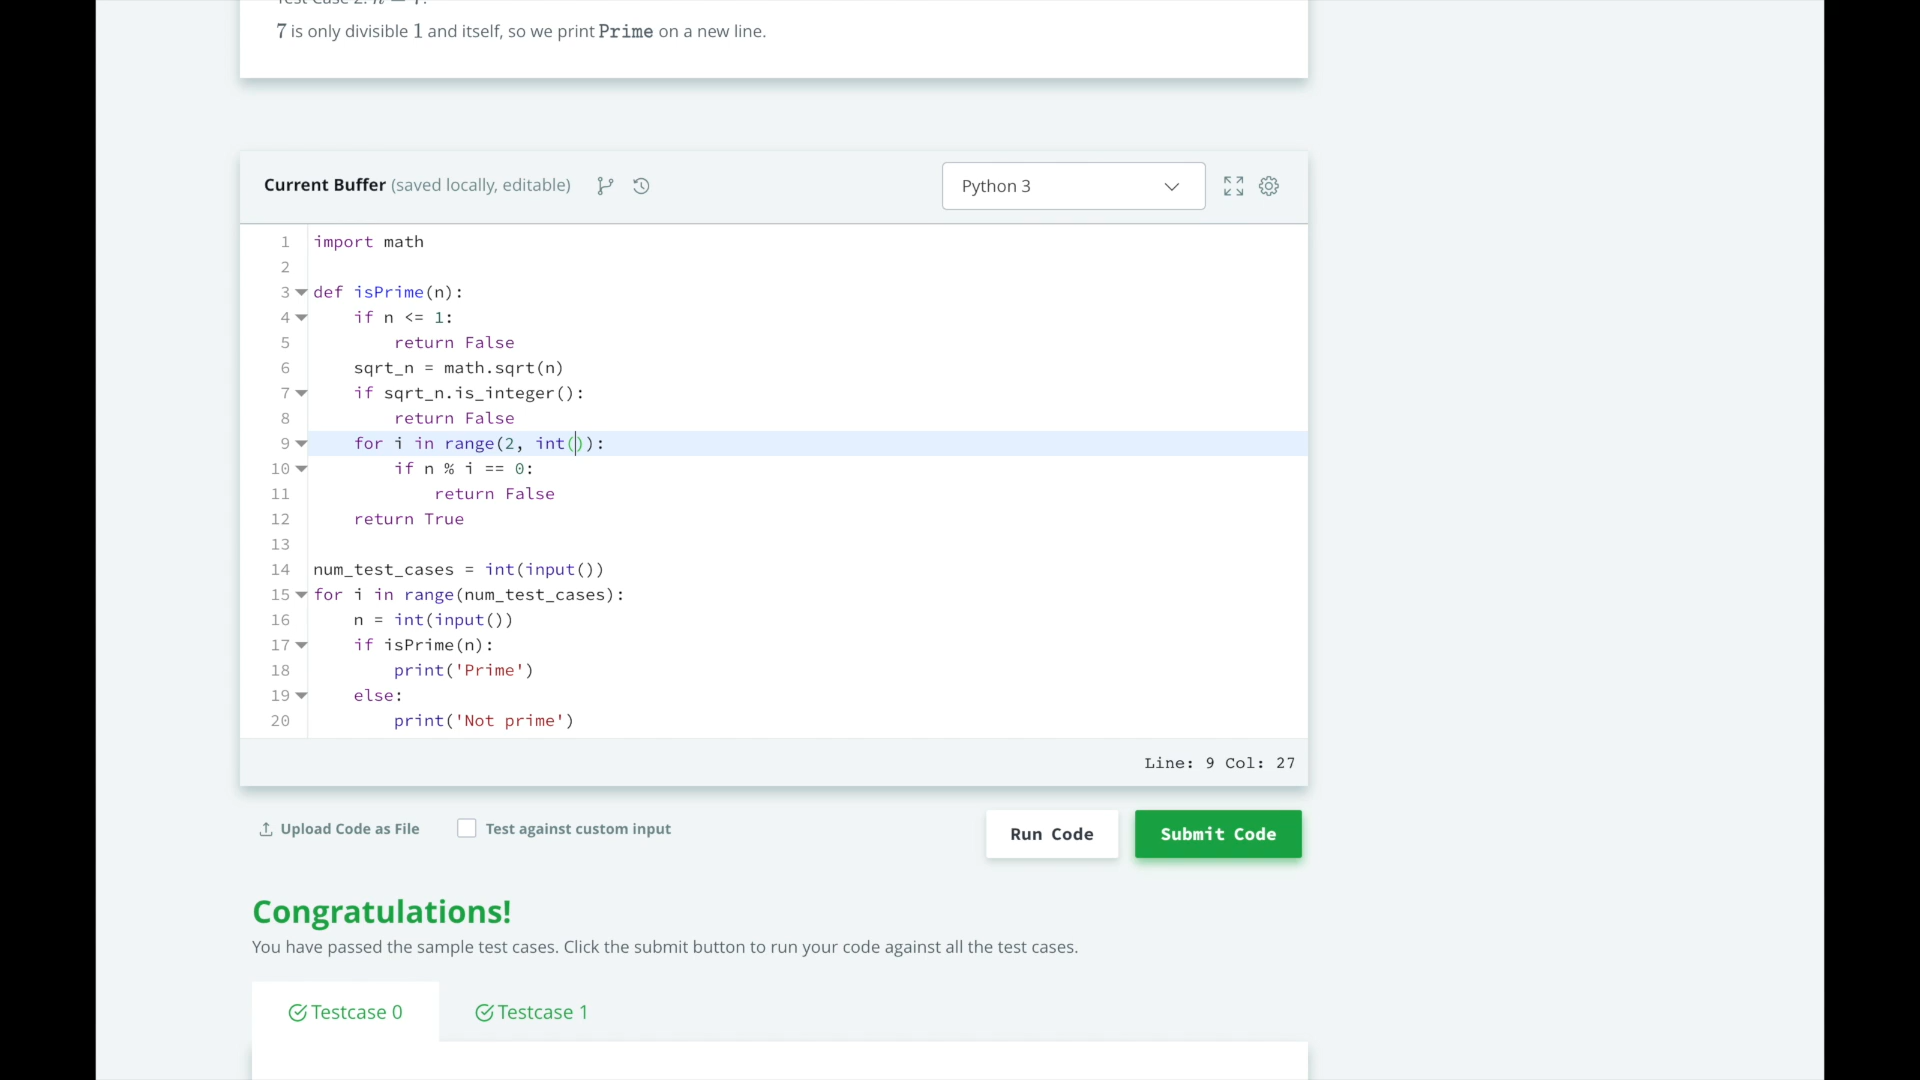 Test Case 2: n = 7.
7 is only divisible 1 and itself, so we print Prime on a new line.
Current Buffer (saved locally, editable)
Python 3
1 import math
2
3 def isPrime(n):
4     if n <= 1:
5         return False
6     sqrt_n = math.sqrt(n)
7     if sqrt_n.is_integer():
8         return False
9     for i in range(2, int()):
10         if n % i == 0:
11             return False
12     return True
13
14 num_test_cases = int(input())
15 for i in range(num_test_cases):
16     n = int(input())
17     if isPrime(n):
18         print('Prime')
19     else:
20         print('Not prime')
Line: 9 Col: 27
Upload Code as File
Test against custom input
Run Code
Submit Code
Congratulations!
You have passed the sample test cases. Click the submit button to run your code against all the test cases.
Testcase 0
Testcase 1